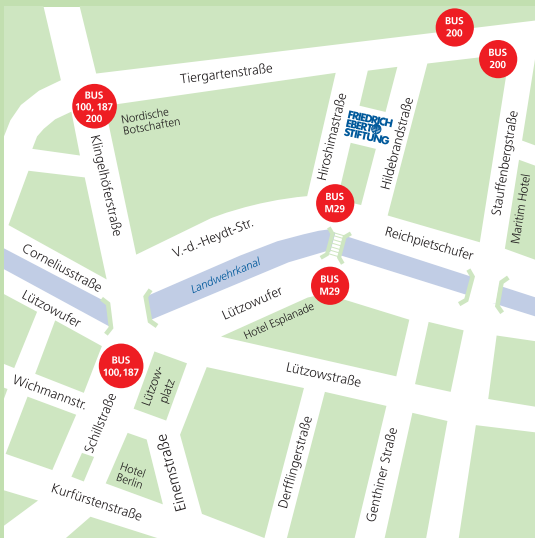 BUS
200
BUS
200
Tiergartenstraße
BUS
100, 187
200
Nordische
Botschaften
Klingelhöferstraße
Hiroshimastraße
FRIEDRICH
EBERT
STIFTUNG
Hildebrandstraße
Stauffenbergstraße
Maritim Hotel
BUS
M29
V.-d.-Heydt-Str.
Reichpietschufer
Corneliusstraße
Landwehrkanal
BUS
M29
Lützowufer
Lützowufer
Hotel Esplanade
BUS
100,187
Lützow-
platz
Lützowstraße
Wichmannstr.
Schillstraße
Hotel
Berlin
Einemstraße
Derfflingerstraße
Genthiner Straße
Kurfürstenstraße